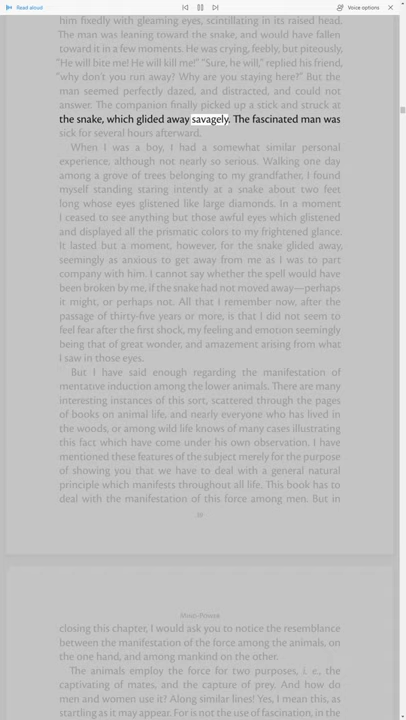 Read aloud
Voice options
him fixedly with gleaming eyes, scintillating in its raised head.
The man was leaning toward the snake, and would have fallen
toward it in a few moments. He was crying, feebly, but piteously,
“He will bite me! He will kill me!” “Sure, he will,” replied his friend,
“why don't you run away? Why are you staying here?” But the
man seemed perfectly dazed, and distracted, and could not
answer. The companion finally picked up a stick and struck at
the snake, which glided away savagely. The fascinated man was
sick for several hours afterward.
When I was a boy, I had a somewhat similar personal
experience, although not nearly so serious. Walking one day
among a grove of trees belonging to my grandfather, I found
myself standing staring intently at a snake about two feet
long whose eyes glistened like large diamonds. In a moment
I ceased to see anything but those awful eyes which glistened
and displayed all the prismatic colors to my frightened glance.
It lasted but a moment, however, for the snake glided away,
seemingly as anxious to get away from me as I was to part
company with him. I cannot say whether the spell would have
been broken by me, if the snake had not moved away—perhaps
it might, or perhaps not. All that I remember now, after the
passage of thirty-five years or more, is that I did not seem to
feel fear after the first shock, my feeling and emotion seemingly
being that of great wonder, and amazement arising from what
I saw in those eyes.
But I have said enough regarding the manifestation of
mentative induction among the lower animals. There are many
interesting instances of this sort, scattered through the pages
of books on animal life, and nearly everyone who has lived in
the woods, or among wild life knows of many cases illustrating
this fact which have come under his own observation. I have
mentioned these features of the subject merely for the purpose
of showing you that we have to deal with a general natural
principle which manifests throughout all life. This book has to
deal with the manifestation of this force among men. But in
Mind-Power
closing this chapter, I would ask you to notice the resemblance
between the manifestation of the force among the animals, on
the one hand, and among mankind on the other.
The animals employ the force for two purposes, i. e., the
captivating of mates, and the capture of prey. And how do
men and women use it? Along similar lines! Yes, I mean this, as
startling as it may appear. For is not the use of fascination, in the